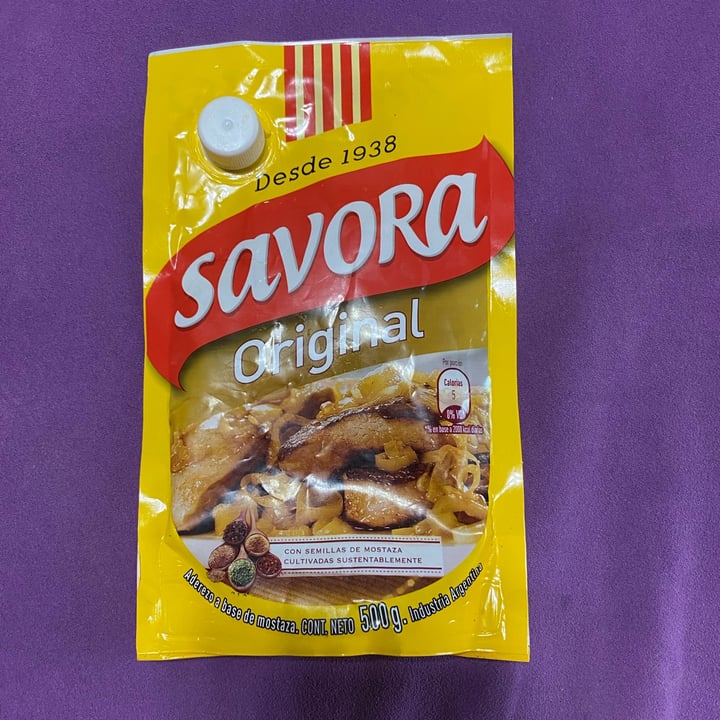 Desde 1938
SAVORA
Original
Por porción
Calorías
5
0% VD
*% en base a 2000 kcal diarias
CON SEMILLAS DE MOSTAZA
CULTIVADAS SUSTENTABLEMENTE
Aderezo a base de mostaza. CONT. NETO 500 g. Industria Argentina